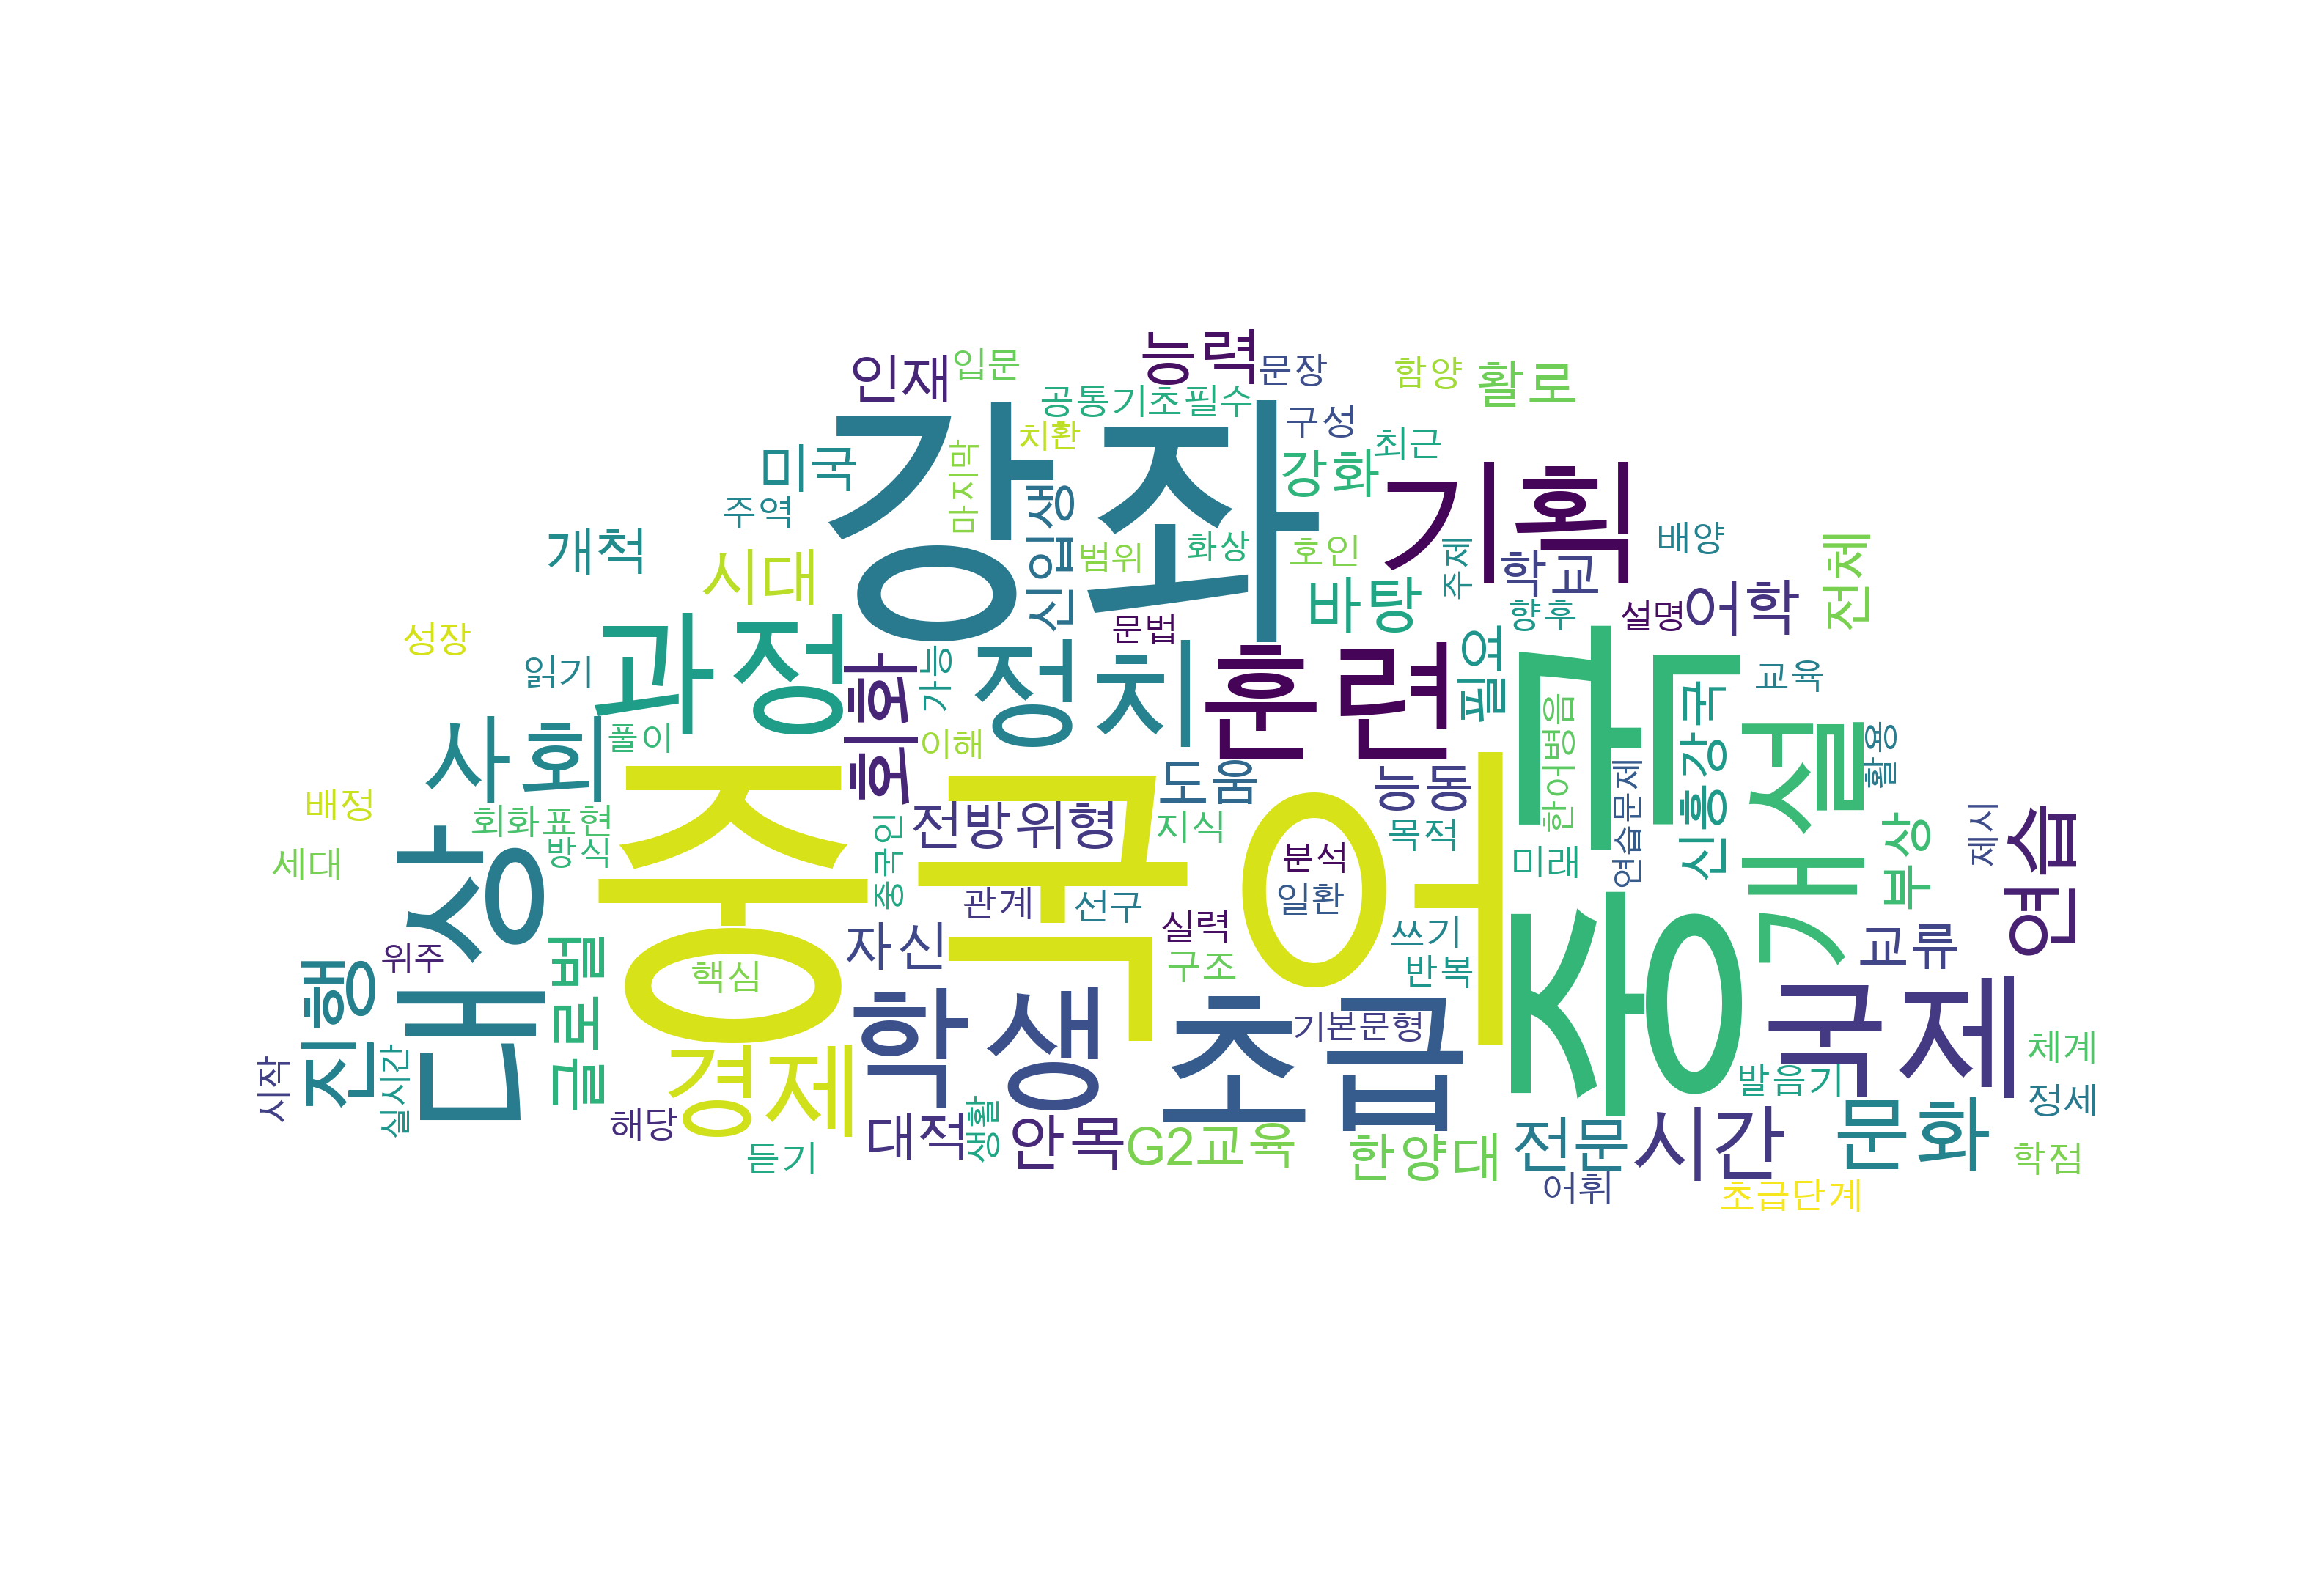 능력
인재
입문
문장
함양
활로
공통기초필수
강좌
구성
치환
최근
미국
마지막
강화
기획
주역
신입생
개척
시대
범위
화상
호인
주제
학교
배양
전체
바탕
향후
설명
어학
문법
성장
읽기
과정
회화
가능
정치
훈련
필요
중국
교육
사회
풀이
이해
한어병음
신흥강국
개설
활용
도움
능동
연습문제
배정
회화표현
방식
중국어
중국인
전방위형
지식
목적
분석
미래
부상
제시
연습
세대
대상
관계
선구
일환
실력
쓰기
교류
위주
글로벌
핵심
자신
구조
반복
진행
학생
초급
기본문형
국제
체계
시작
실시간
경제
발음기
정세
해당
듣기
대적
생활
안목
G2교육
한양대
전문
시간
문화
학점
어휘
초급단계